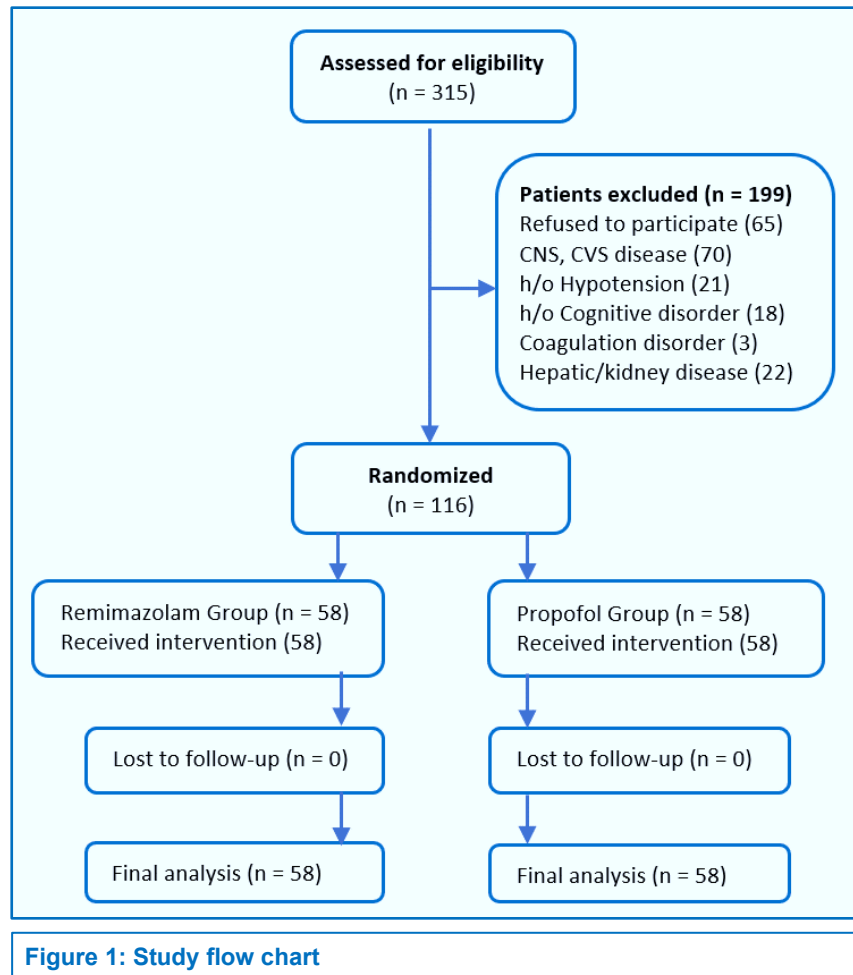 Assessed for eligibility
(n = 315)
Patients excluded (n = 199)
Refused to participate (65)
CNS, CVS disease (70)
h/o Hypotension (21)
h/o Cognitive disorder (18)
Coagulation disorder (3)
Hepatic/kidney disease (22)
Randomized
(n = 116)
Remimazolam Group (n = 58)
Received intervention (58)
Propofol Group (n = 58)
Received intervention (58)
Lost to follow-up (n = 0)
Lost to follow-up (n = 0)
Final analysis (n = 58)
Final analysis (n = 58)
Figure 1: Study flow chart